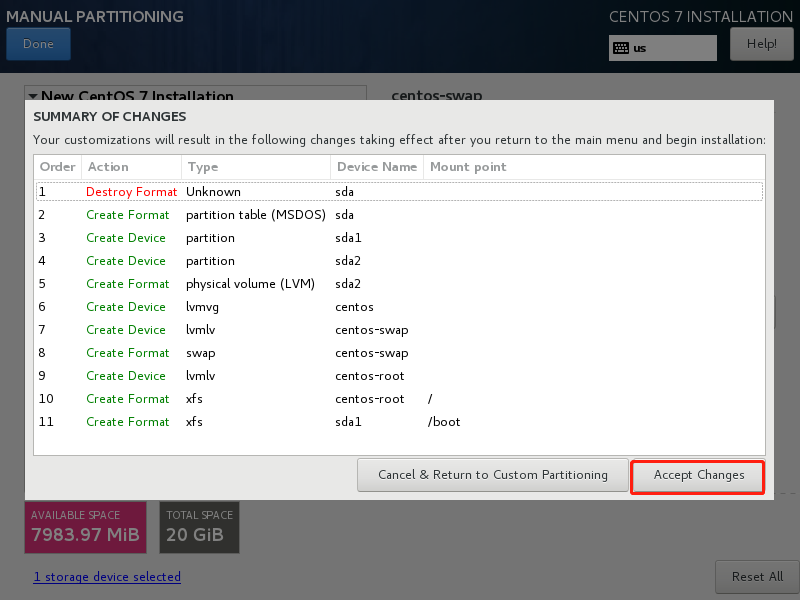 MANUAL PARTITIONING
CENTOS 7 INSTALLATION
Done
us
Help!
New CentOS 7 Installation
centos-swap
SUMMARY OF CHANGES
Your customizations will result in the following changes taking effect after you return to the main menu and begin installation:
Order Action Type Device Name Mount point
1 Destroy Format Unknown sda
2 Create Format partition table (MSDOS) sda
3 Create Device partition sda1
4 Create Device partition sda2
5 Create Format physical volume (LVM) sda2
6 Create Device lvmvg centos
7 Create Device lvmlv centos-swap
8 Create Format swap centos-swap
9 Create Device lvmlv centos-root
10 Create Format xfs centos-root /
11 Create Format xfs sda1 /boot
Cancel & Return to Custom Partitioning
Accept Changes
AVAILABLE SPACE
7983.97 MiB
TOTAL SPACE
20 GiB
1 storage device selected
Reset All